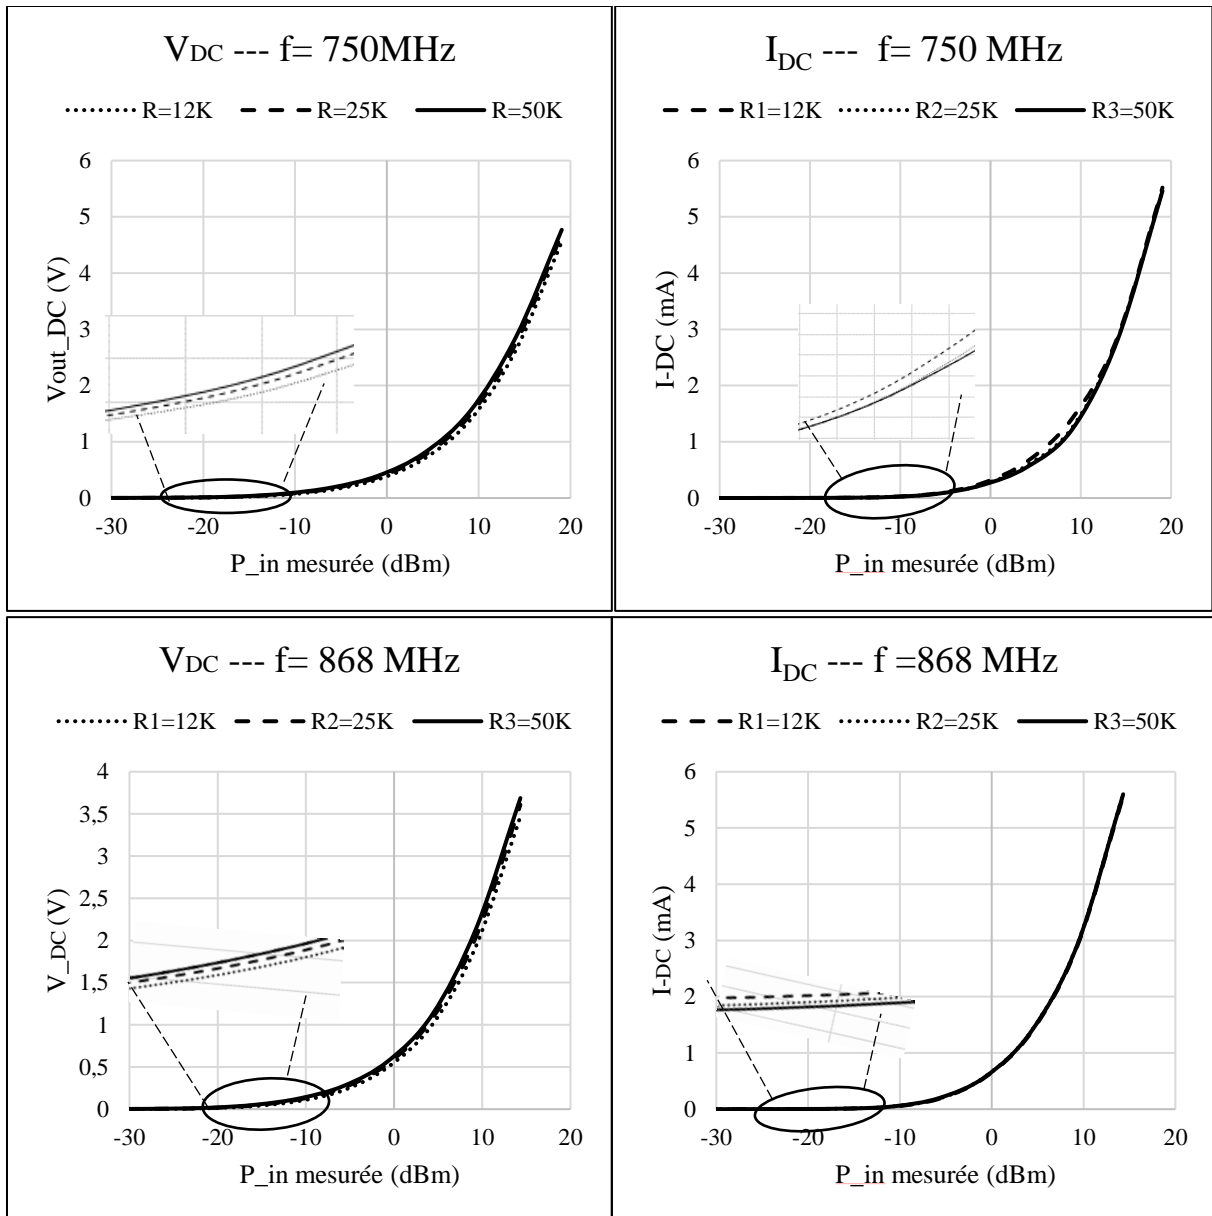 VDC --- f= 750MHz
R=12K R=25K R=50K
6
5
4
3
2
1
0
-30 -20 -10 0 10 20
Vout_DC (V)
P_in mesurée (dBm)
IDC --- f= 750 MHz
R1=12K R2=25K R3=50K
6
5
4
3
2
1
0
-30 -20 -10 0 10 20
I-DC (mA)
P_in mesurée (dBm)
VDC --- f= 868 MHz
R1=12K R2=25K R3=50K
4
3,5
3
2,5
2
1,5
1
0,5
0
-30 -20 -10 0 10 20
V_DC (V)
P_in mesurée (dBm)
IDC --- f =868 MHz
R1=12K R2=25K R3=50K
6
5
4
3
2
1
0
-30 -20 -10 0 10 20
I-DC (mA)
P_in mesurée (dBm)